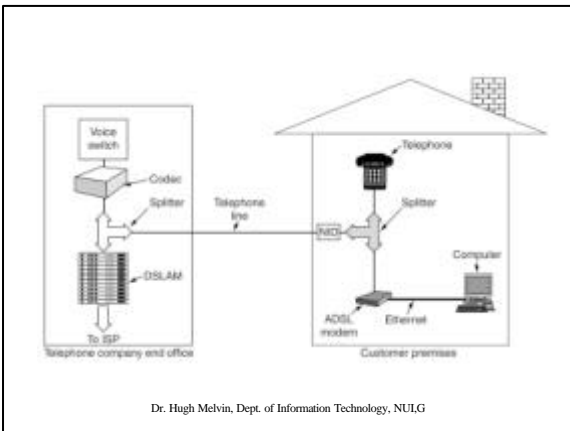 Voice
switch
Codec
Splitter
Telephone
line
DSLAM
To ISP
Telephone company end office
Telephone
NID
Splitter
Computer
ADSL
modem
Ethernet
Customer premises
Dr. Hugh Melvin, Dept. of Information Technology, NUI,G